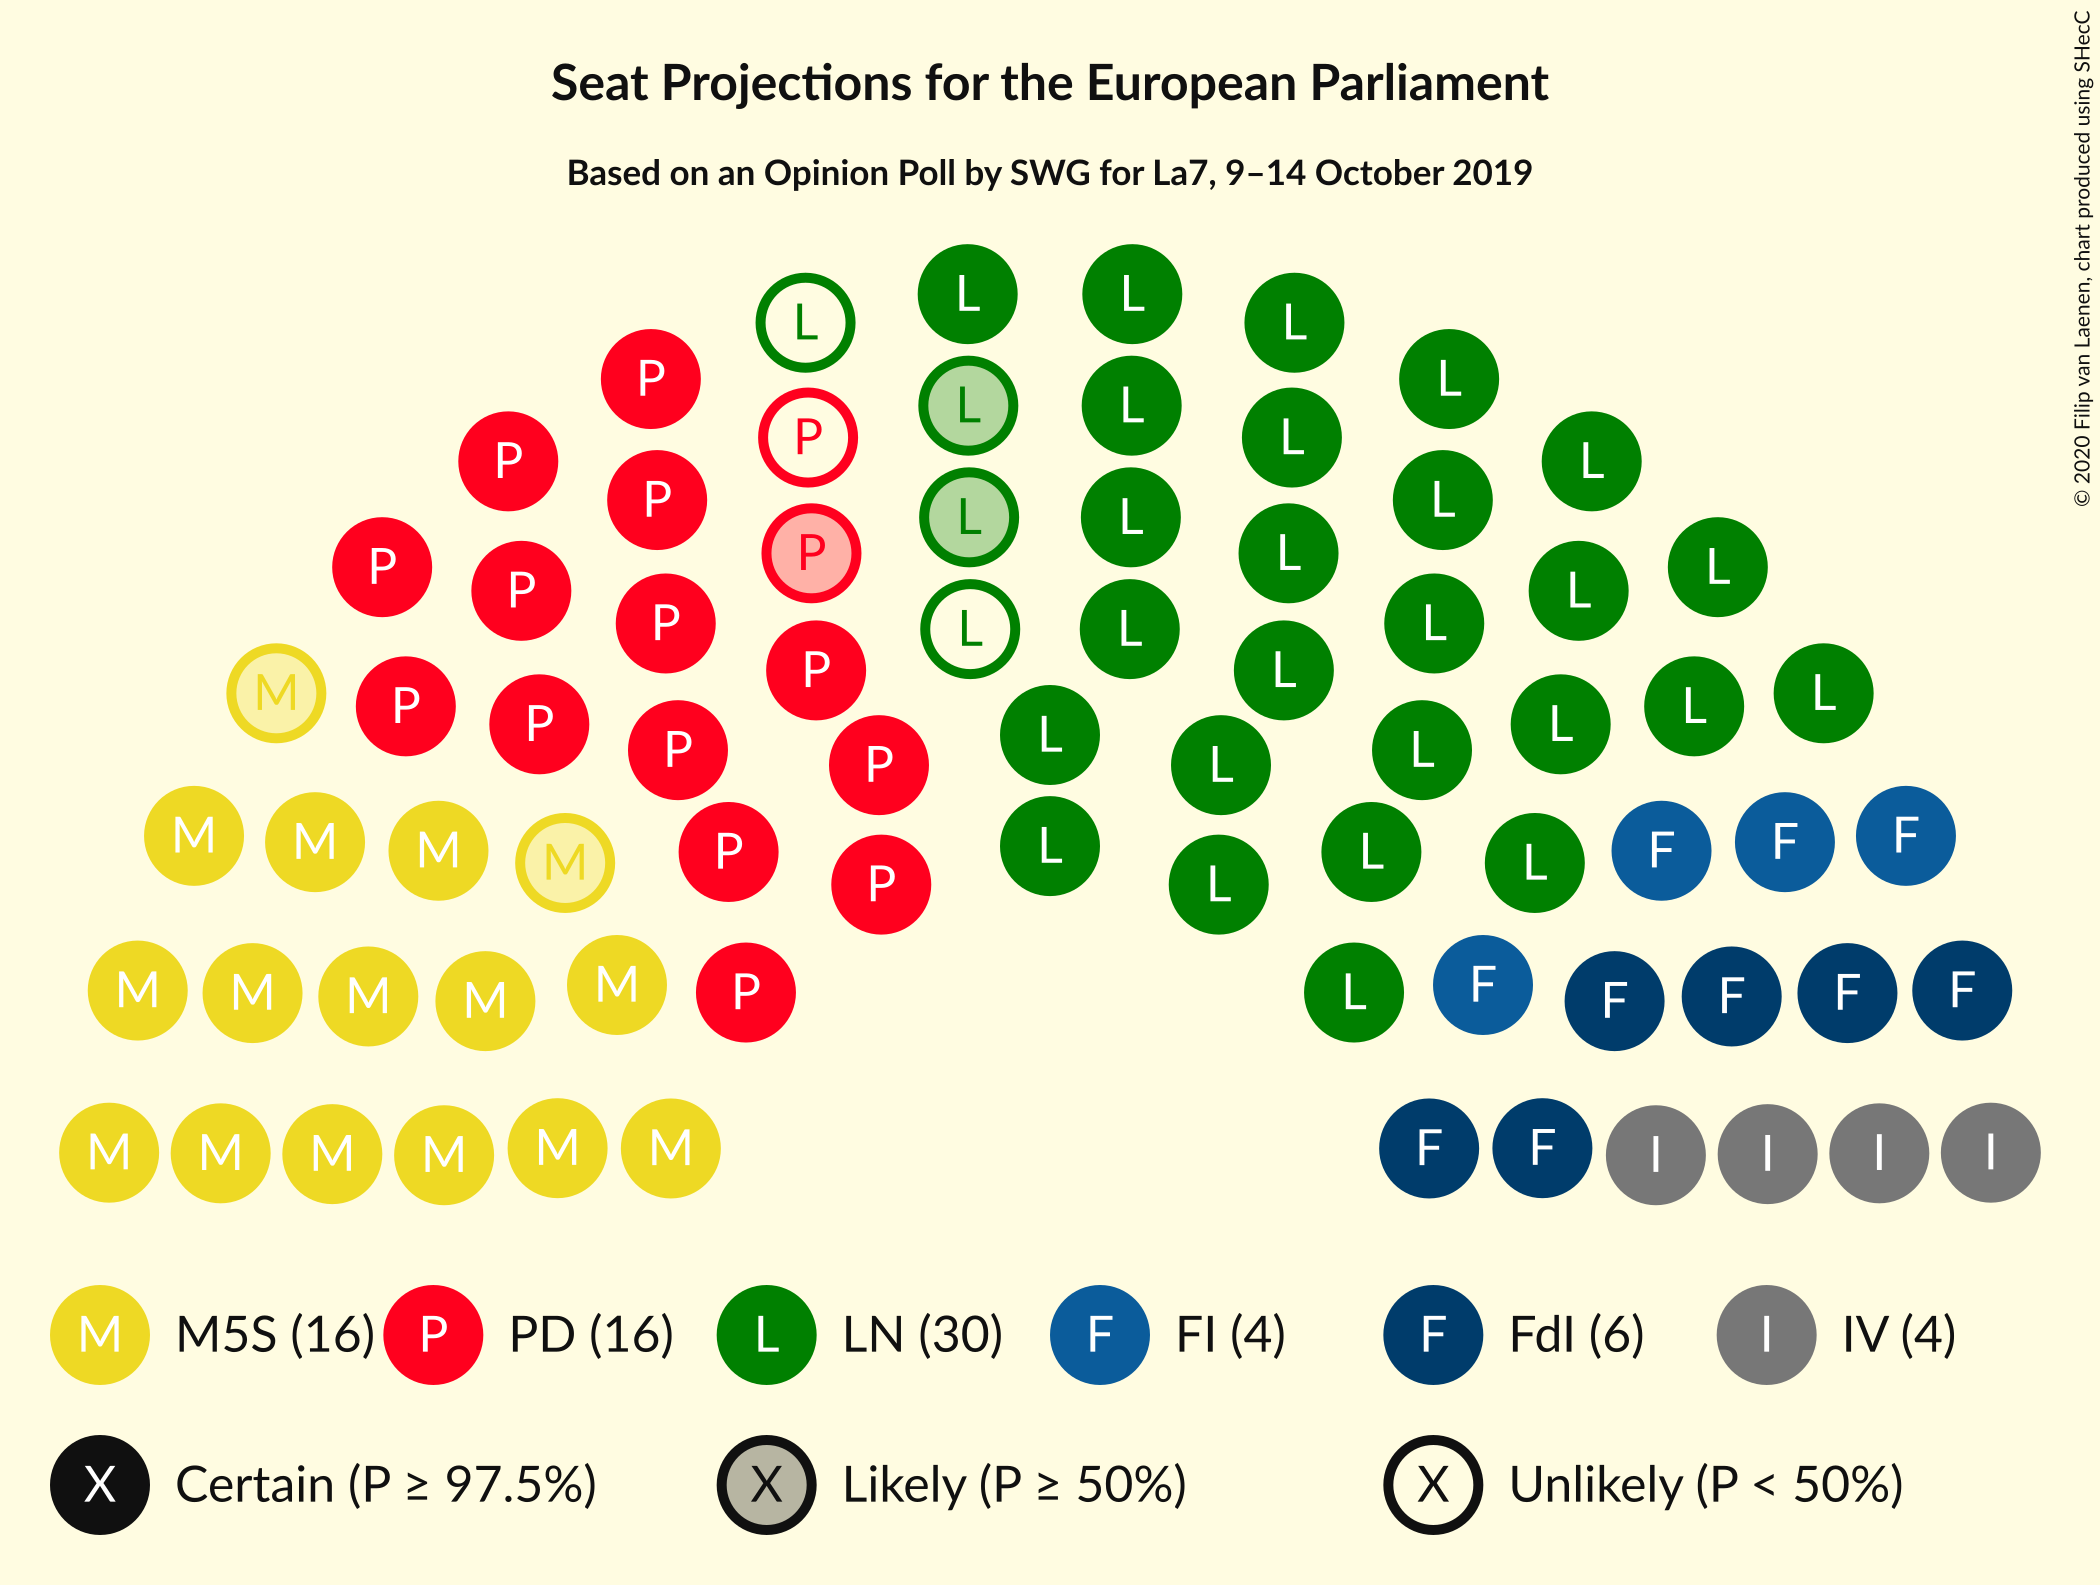 Seat Projections for the European Parliament
Based on an Opinion Poll by SWG for La7, 9–14 October 2019
© 2020 Filip van Laenen, chart produced using SHecC
L L
L L
P L
L L
P L
P L
P P
L L
P L
P L
P L
P P
L L
M L
P L
P L
P L
P L
L
M F
M F
M F
M L
P L
P L
L
M F
M F
M F
M F
M F
P L
M I
M I
M I
M I
M F
M F
M M5S (16) P PD (16) L LN (30) F FI (4) F FdI (6) I IV (4)
X Certain (P ≥ 97.5%) X Likely (P ≥ 50%) X Unlikely (P < 50%)